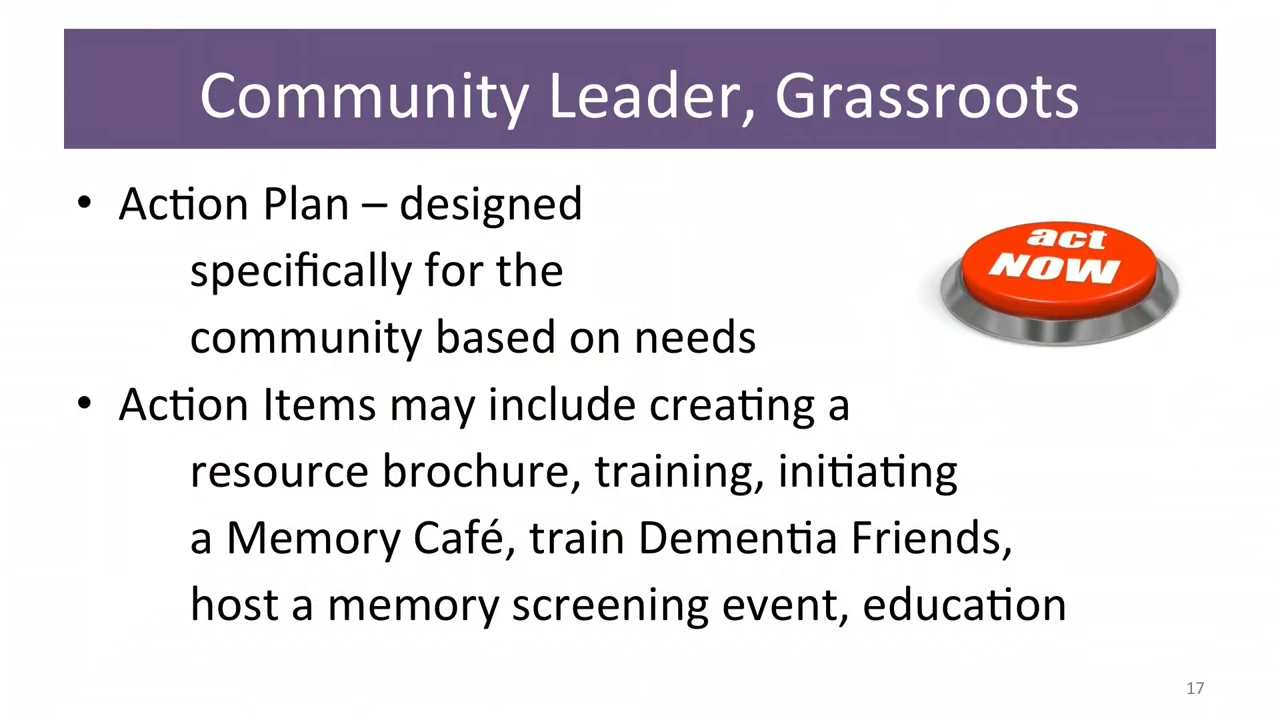 Community Leader, Grassroots
• Action Plan – designed
specifically for the
community based on needs
act
NOW
• Action Items may include creating a
resource brochure, training, initiating
a Memory Café, train Dementia Friends,
host a memory screening event, education
17